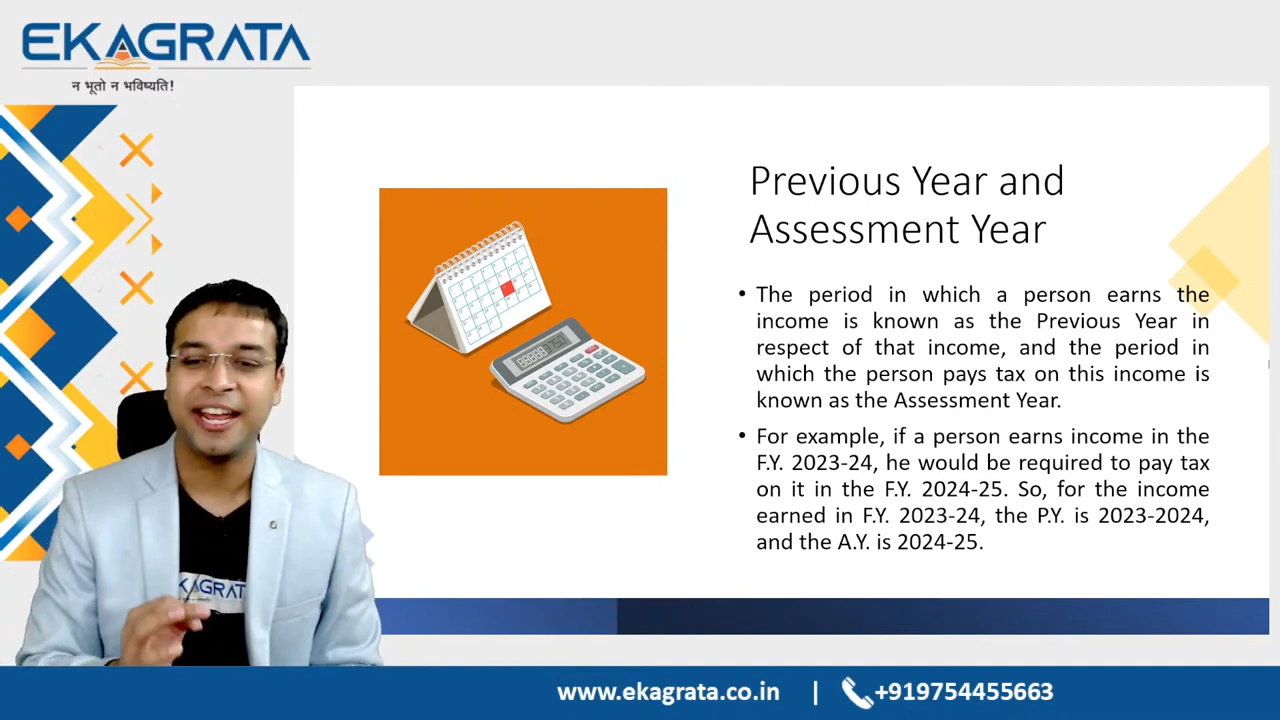 EKAGRATA
न भूतो न भविष्यति!
Previous Year and
Assessment Year
• The period in which a person earns the
income is known as the Previous Year in
respect of that income, and the period in
which the person pays tax on this income is
known as the Assessment Year.
• For example, if a person earns income in the
F.Y. 2023-24, he would be required to pay tax
on it in the F.Y. 2024-25. So, for the income
earned in F.Y. 2023-24, the P.Y. is 2023-2024,
and the A.Y. is 2024-25.
EKAGRAT
www.ekagrata.co.in | +919754455663